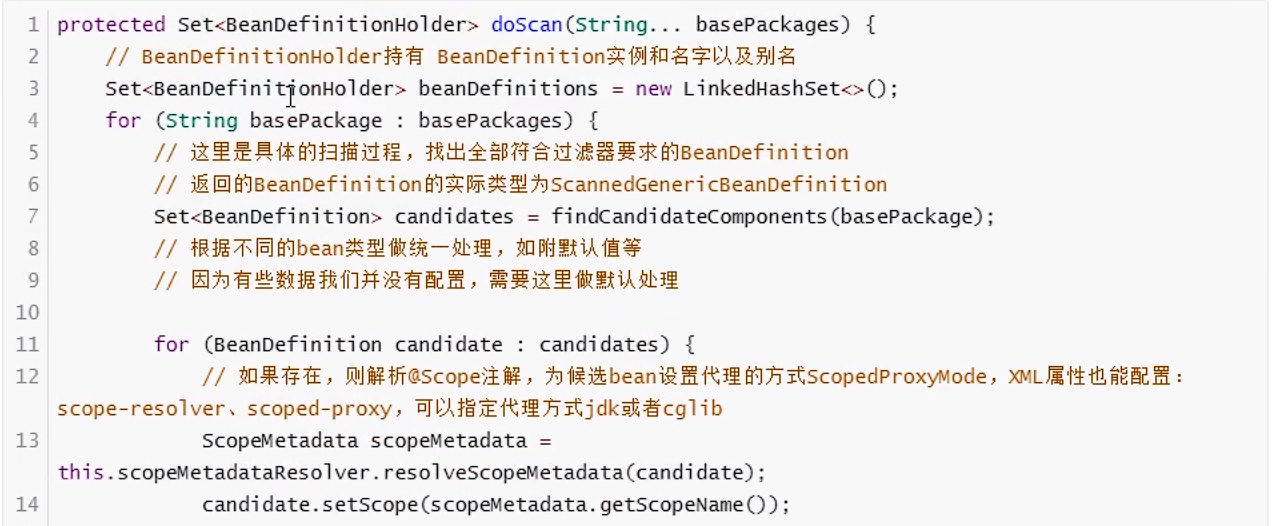 1 protected Set<BeanDefinitionHolder> doScan(String... basePackages) {
2 // BeanDefinitionHolder持有 BeanDefinition实例和名字以及别名
3 Set<BeanDefinitionHolder> beanDefinitions = new LinkedHashSet<>();
4 for (String basePackage : basePackages) {
5 // 这里是具体的扫描过程，找出全部符合过滤器要求的BeanDefinition
6 // 返回的BeanDefinition的实际类型为ScannedGenericBeanDefinition
7 Set<BeanDefinition> candidates = findCandidateComponents(basePackage);
8 // 根据不同的bean类型做统一处理，如附默认值等
9 // 因为有些数据我们并没有配置，需要这里做默认处理
10
11 for (BeanDefinition candidate : candidates) {
12 // 如果存在，则解析@Scope注解，为候选bean设置代理的方式ScopedProxyMode，XML属性也能配置：
scope-resolver、scoped-proxy，可以指定代理方式jdk或者cglib
13 ScopeMetadata scopeMetadata =
this.scopeMetadataResolver.resolveScopeMetadata(candidate);
14 candidate.setScope(scopeMetadata.getScopeName());